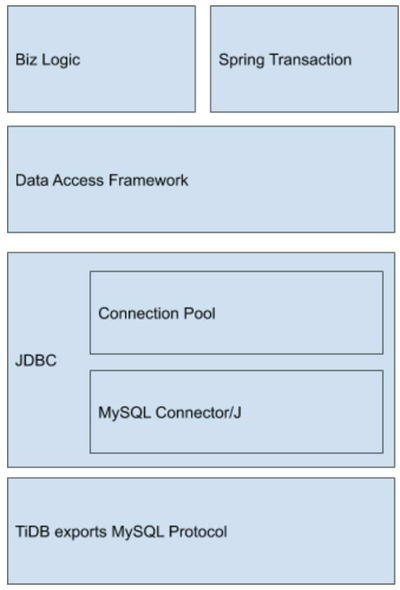 Biz Logic
Spring Transaction
Data Access Framework
Connection Pool
JDBC
MySQL Connector/J
TiDB exports MySQL Protocol